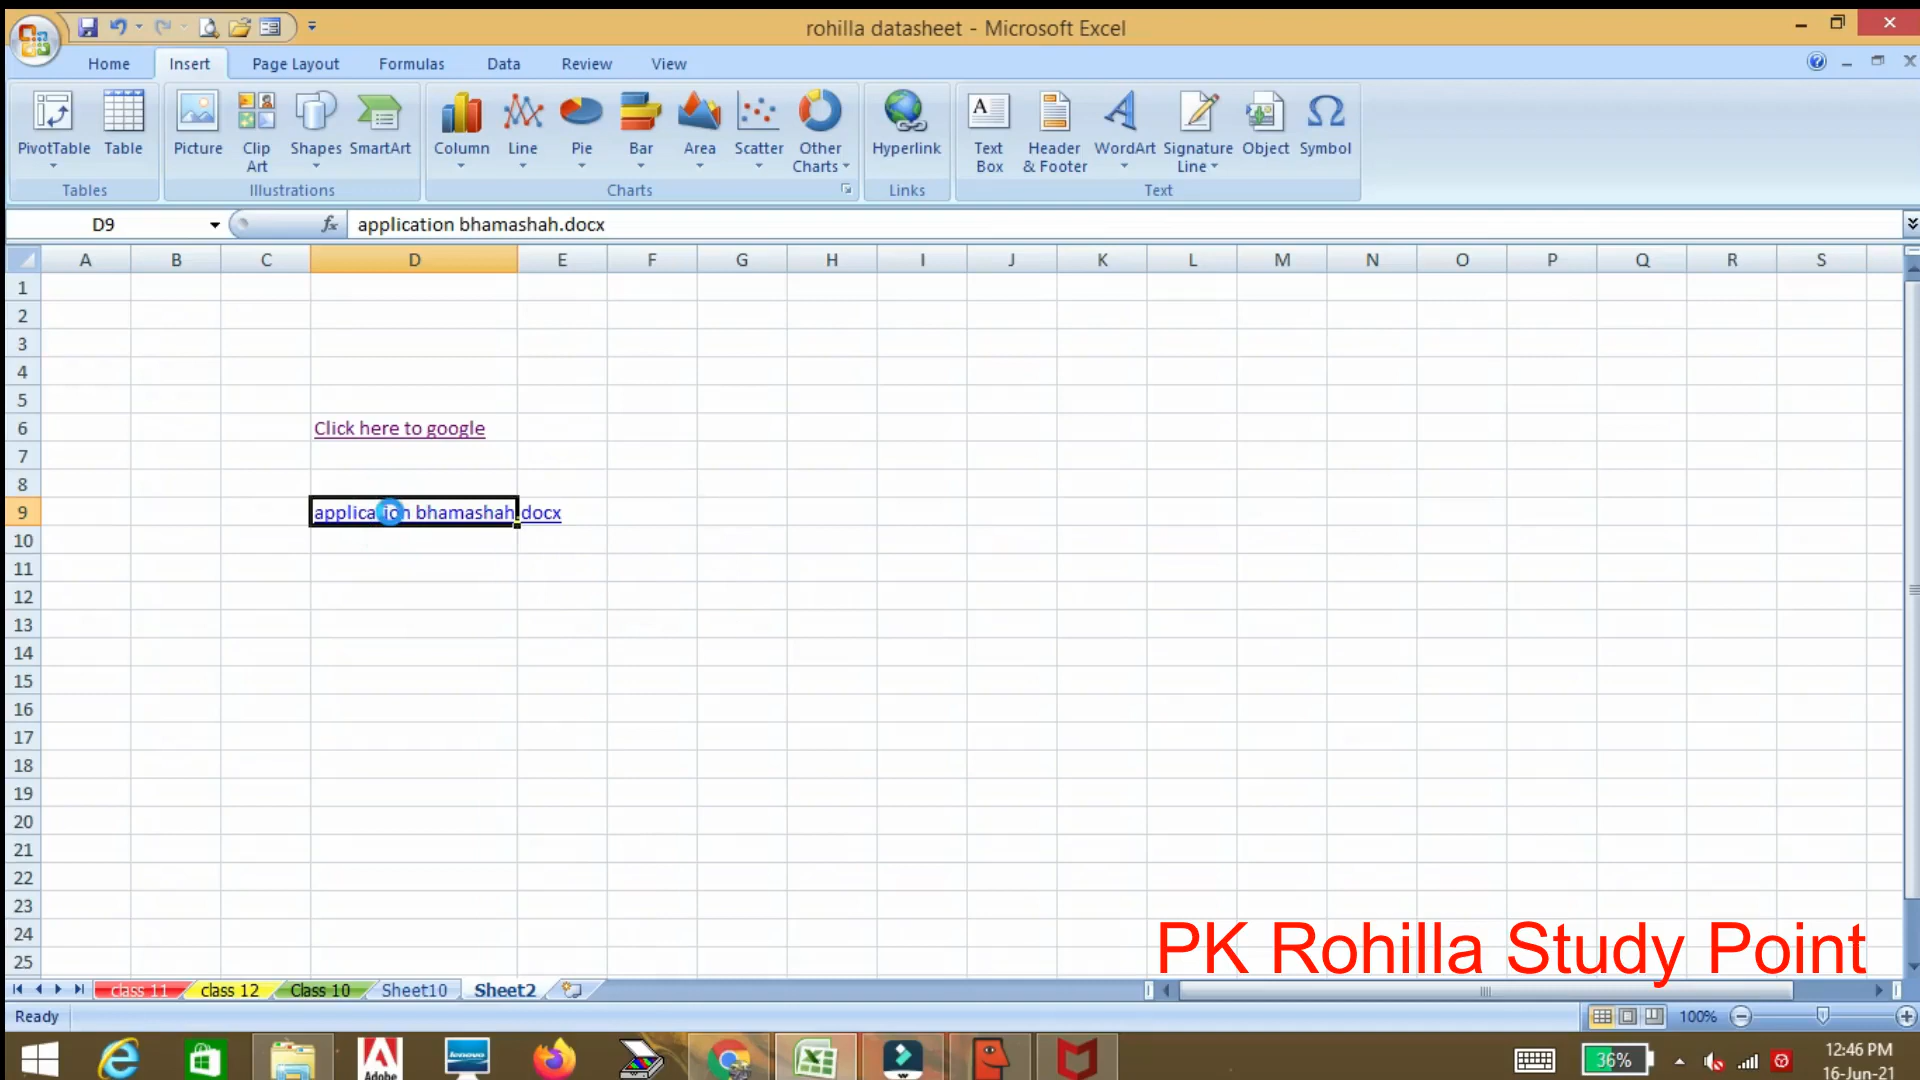 rohilla datasheet - Microsoft Excel
Home Insert Page Layout Formulas Data Review View
PivotTable Table Picture Clip Art Shapes SmartArt Column Line Pie Bar Area Scatter Other Charts Hyperlink Text Box Header & Footer WordArt Signature Line Object Symbol
Tables Illustrations Charts Links Text
D9 fx application bhamashah.docx
A B C D E F G H I J K L M N O P Q R S
1
2
3
4
5
6 Click here to google
7
8
9 application bhamashah.docx
10
11
12
13
14
15
16
17
18
19
20
21
22
23
24
25
PK Rohilla Study Point
class 11 class 12 Class 10 Sheet10 Sheet2
Ready 100%
Adobe lenovo 36% 12:46 PM
16-Jun-21